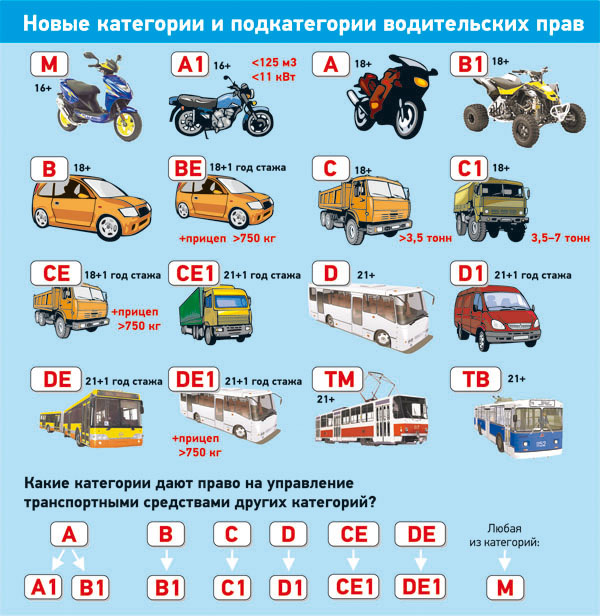 Новые категории и подкатегории водительских прав
M
16+
A1
16+
<125 м3
<11 кВт
A
18+
B1
18+
B
18+
BE
18+1 год стажа
+прицеп >750 кг
C
18+
>3,5 тонн
C1
18+
3,5–7 тонн
CE
18+1 год стажа
+прицеп
>750 кг
CE1
21+1 год стажа
D
21+
D1
21+1 год стажа
DE
21+1 год стажа
DE1
21+1 год стажа
+прицеп
>750 кг
TM
21+
TB
21+
Какие категории дают право на управление
транспортными средствами других категорий?
A
B
C
D
CE
DE
Любая
из категорий:
A1
B1
B1
C1
D1
CE1
DE1
M